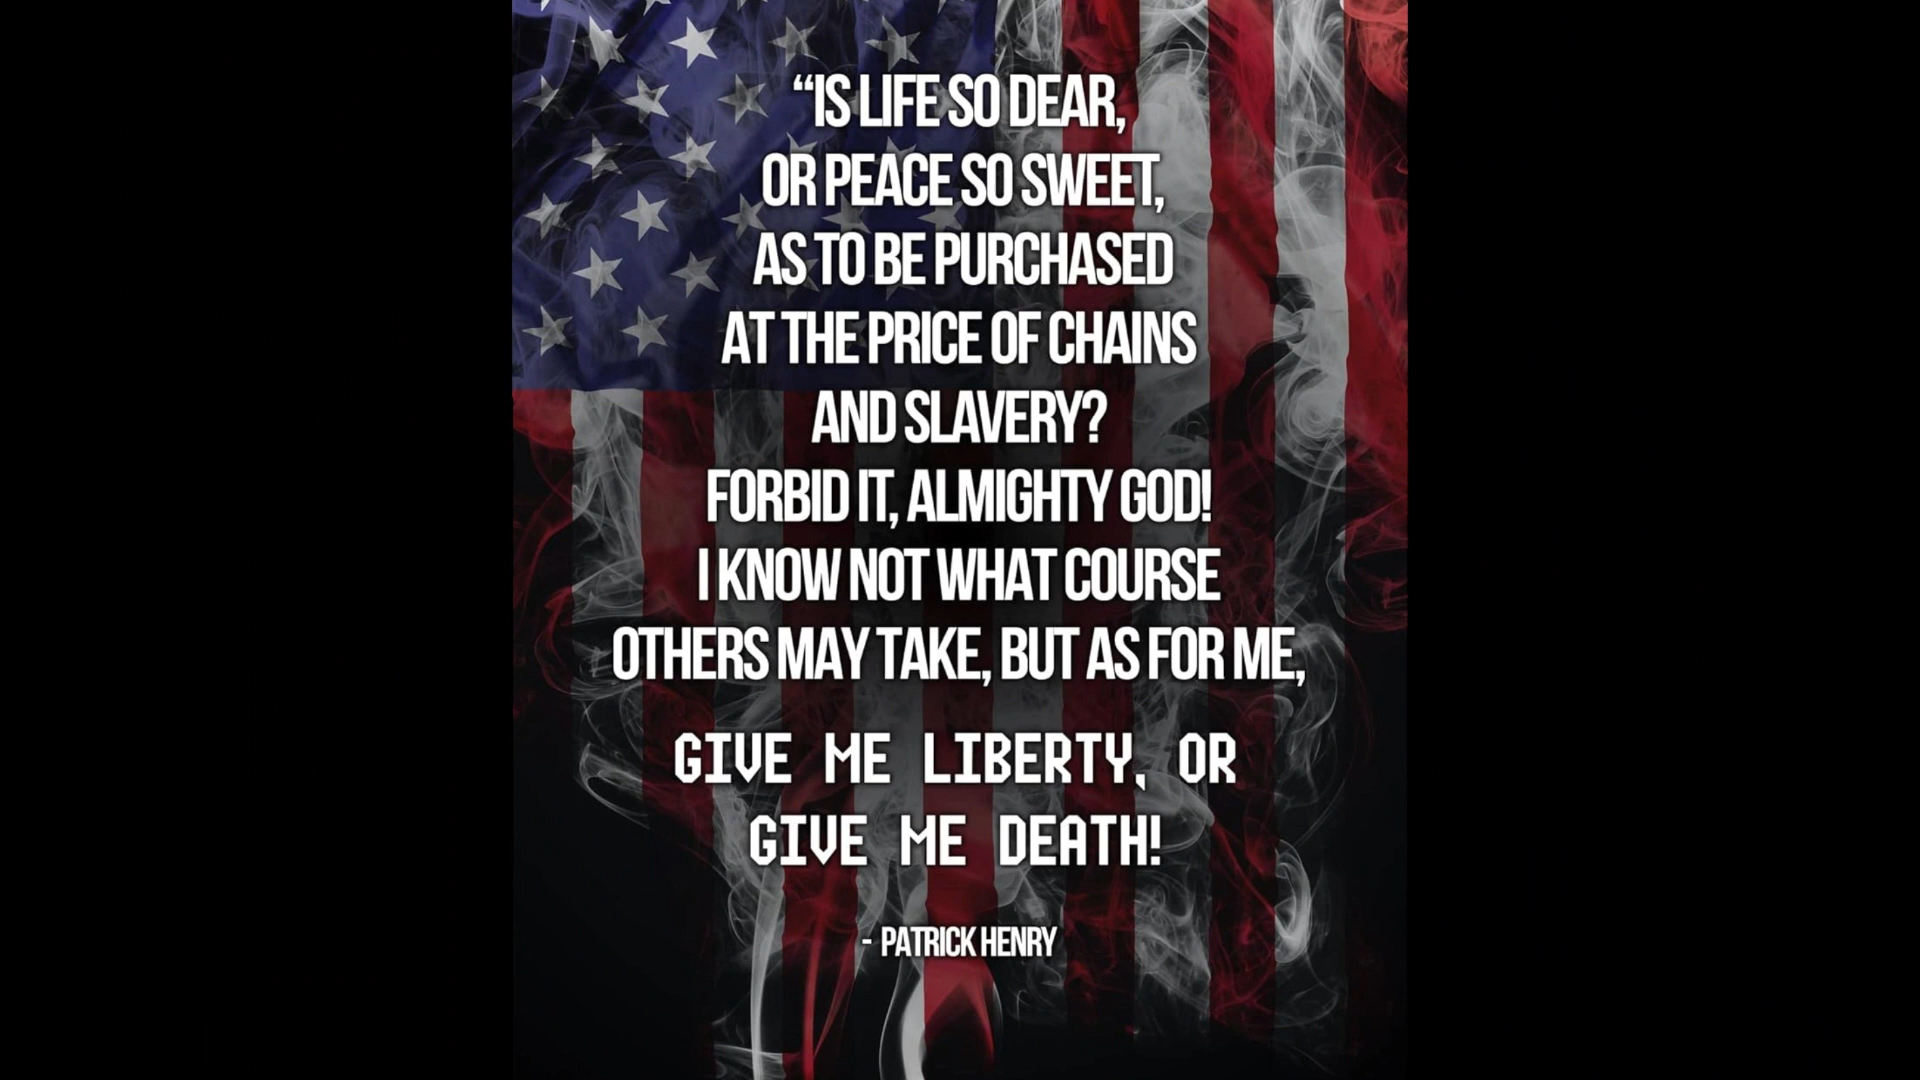 “IS LIFE SO DEAR,
OR PEACE SO SWEET,
AS TO BE PURCHASED
AT THE PRICE OF CHAINS
AND SLAVERY?
FORBID IT, ALMIGHTY GOD!
I KNOW NOT WHAT COURSE
OTHERS MAY TAKE, BUT AS FOR ME,
GIVE ME LIBERTY, OR
GIVE ME DEATH!
- PATRICK HENRY